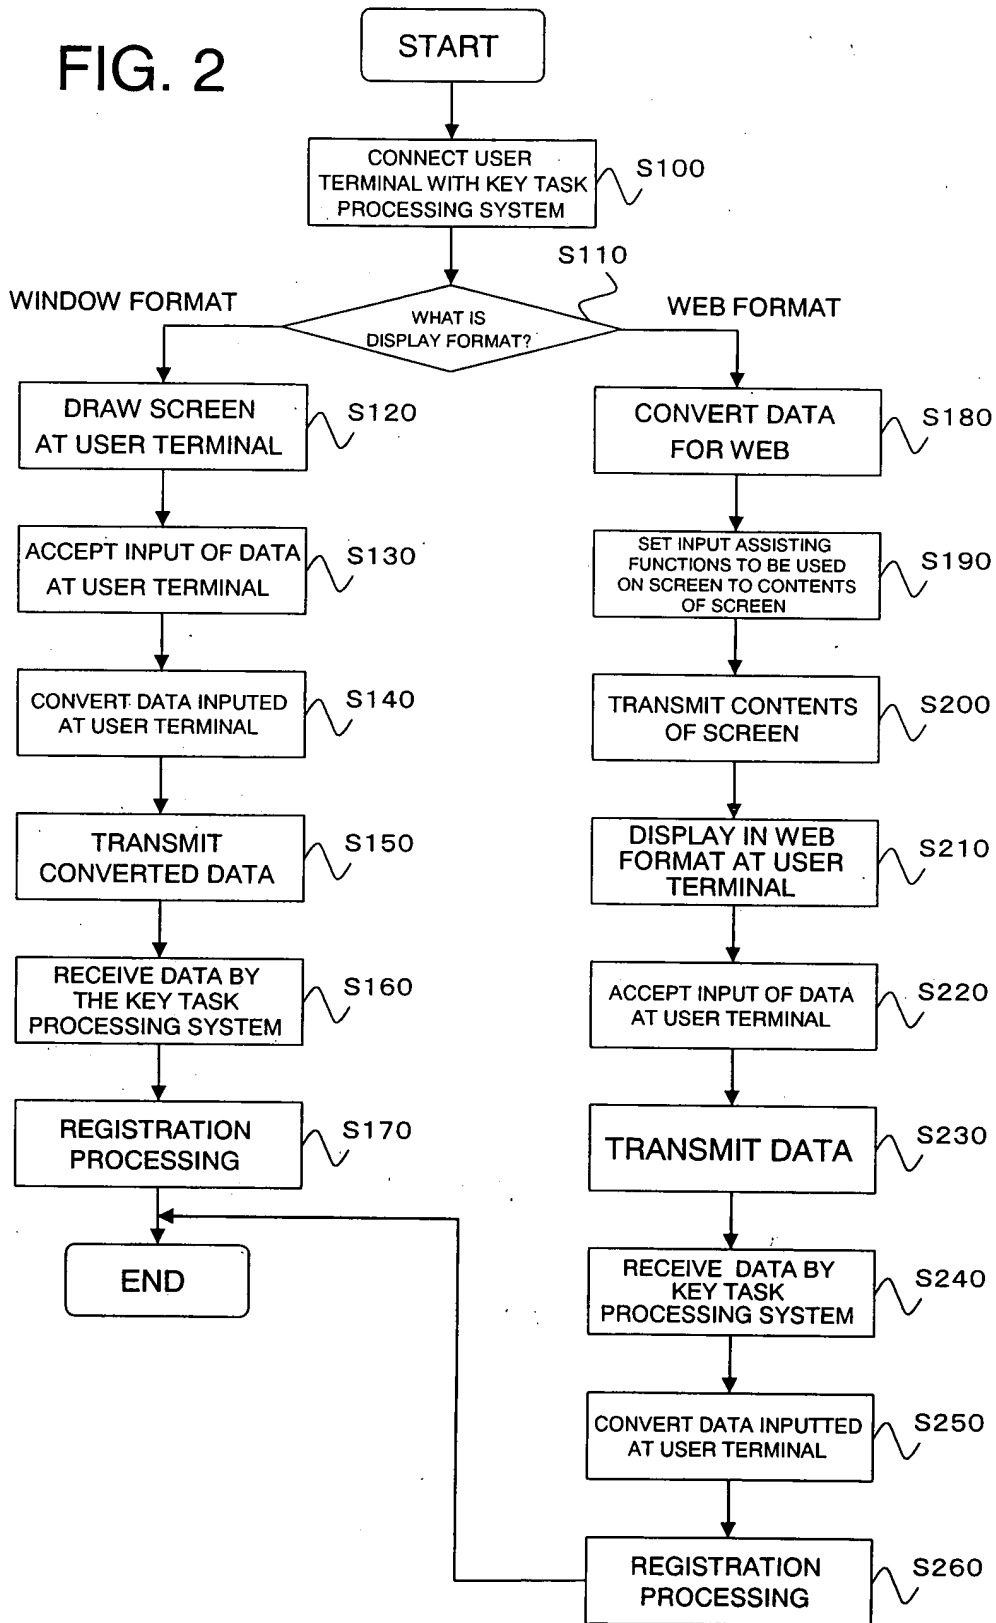 FIG. 2
START
CONNECT USER
TERMINAL WITH KEY TASK
PROCESSING SYSTEM
S100
S110
WHAT IS
DISPLAY FORMAT?
WINDOW FORMAT
WEB FORMAT
DRAW SCREEN
AT USER TERMINAL
S120
ACCEPT INPUT OF DATA
AT USER TERMINAL
S130
CONVERT DATA INPUTED
AT USER TERMINAL
S140
TRANSMIT
CONVERTED DATA
S150
RECEIVE DATA BY
THE KEY TASK
PROCESSING SYSTEM
S160
REGISTRATION
PROCESSING
S170
END
CONVERT DATA
FOR WEB
S180
SET INPUT ASSISTING
FUNCTIONS TO BE USED
ON SCREEN TO CONTENTS
OF SCREEN
S190
TRANSMIT CONTENTS
OF SCREEN
S200
DISPLAY IN WEB
FORMAT AT USER
TERMINAL
S210
ACCEPT INPUT OF DATA
AT USER TERMINAL
S220
TRANSMIT DATA
S230
RECEIVE DATA BY
KEY TASK
PROCESSING SYSTEM
S240
CONVERT DATA INPUTTED
AT USER TERMINAL
S250
REGISTRATION
PROCESSING
S260